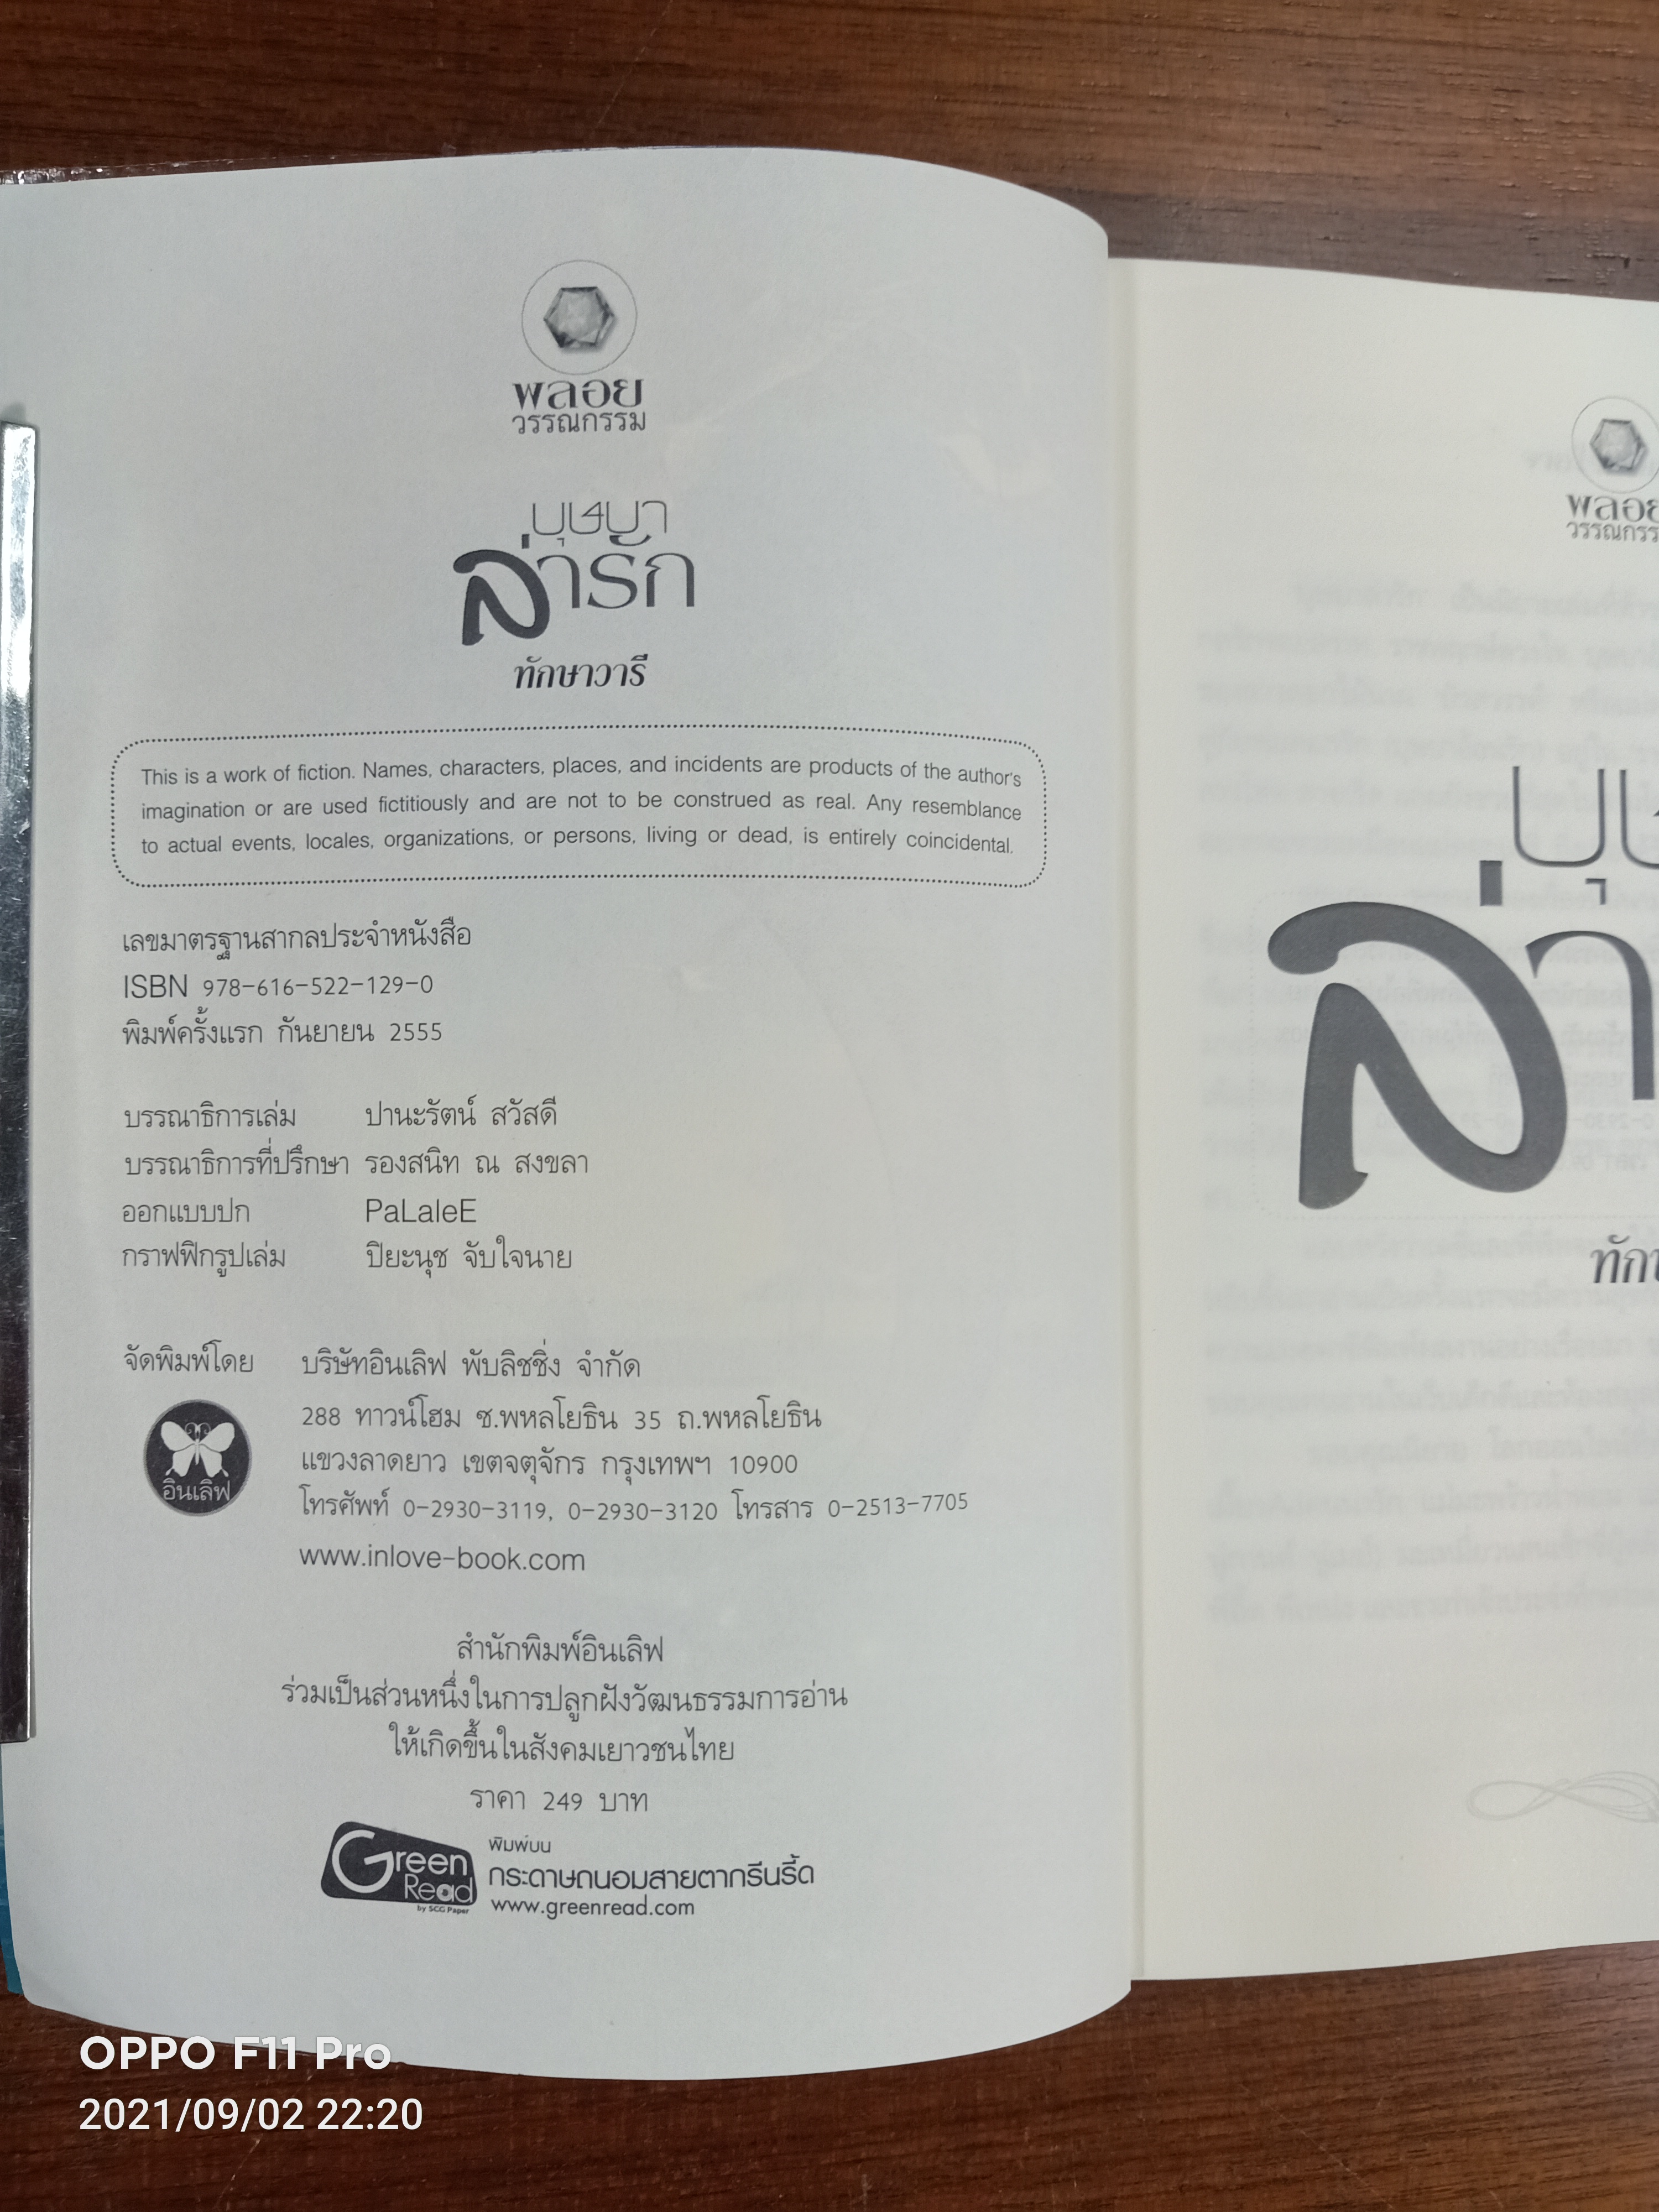 พลอย
วรรณกรรม
บุษบา
ล่ารัก
ทักษาวารี
This is a work of fiction. Names, characters, places, and incidents are products of the author's
imagination or are used fictitiously and are not to be construed as real. Any resemblance
to actual events, locales, organizations, or persons, living or dead, is entirely coincidental.
เลขมาตรฐานสากลประจำหนังสือ
ISBN 978-616-522-129-0
พิมพ์ครั้งแรก กันยายน 2555
บรรณาธิการเล่ม ปานะรัตน์ สวัสดี
บรรณาธิการที่ปรึกษา รองสนิท ณ สงขลา
ออกแบบปก PaLaleE
กราฟฟิกรูปเล่ม ปิยะนุช จับใจนาย
จัดพิมพ์โดย บริษัทอินเลิฟ พับลิชชิ่ง จำกัด
288 ทาวน์โฮม ซ.พหลโยธิน 35 ถ.พหลโยธิน
แขวงลาดยาว เขตจตุจักร กรุงเทพฯ 10900
อินเลิฟ
โทรศัพท์ 0-2930-3119, 0-2930-3120 โทรสาร 0-2513-7705
www.inlove-book.com
สำนักพิมพ์อินเลิฟ
ร่วมเป็นส่วนหนึ่งในการปลูกฝังวัฒนธรรมการอ่าน
ให้เกิดขึ้นในสังคมเยาวชนไทย
ราคา 249 บาท
Green
Read
by SCG Paper
พิมพ์บน
กระดาษถนอมสายตากรีนรี้ด
www.greenread.com
พลอย
วรรณกรร
บุษ
ล่า
ทักษ
OPPO F11 Pro
2021/09/02 22:20